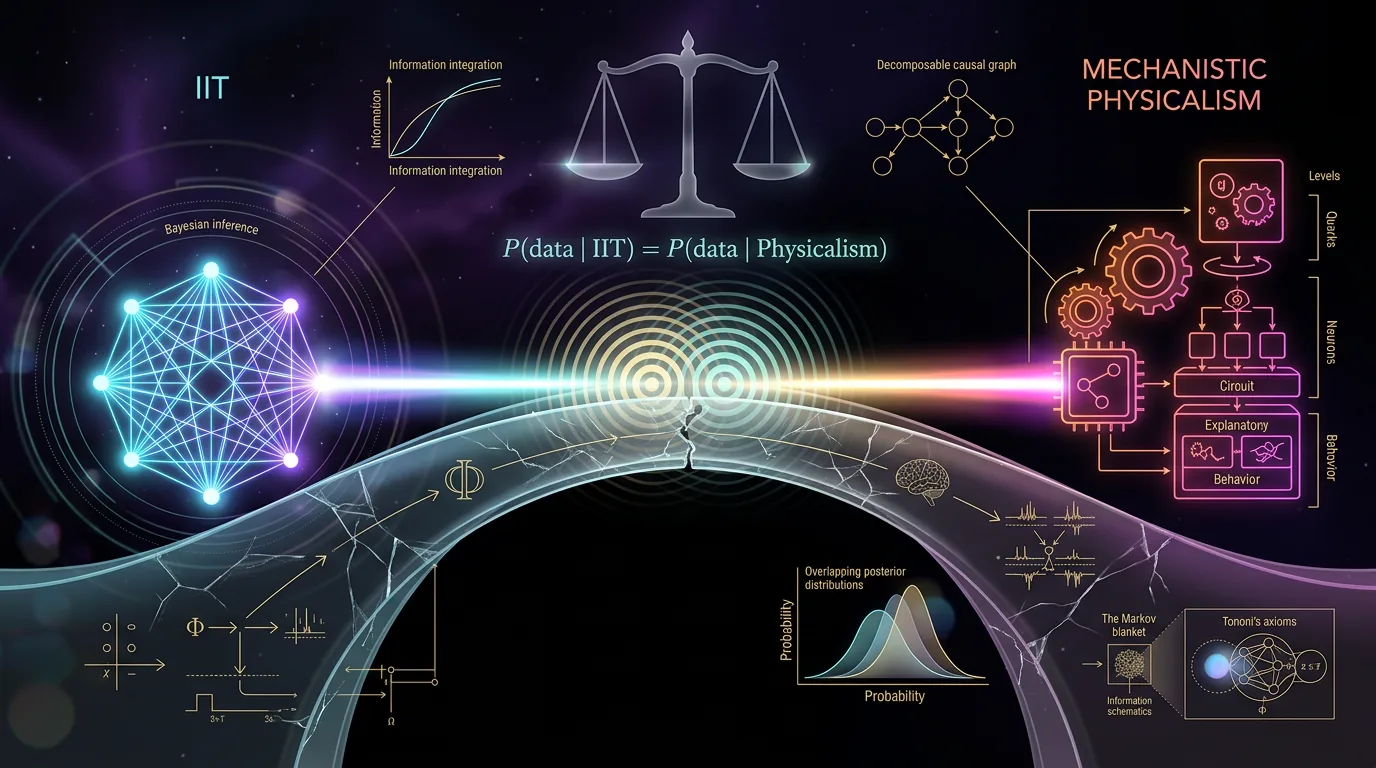 IIT
Information integration
Information
Information integration
Bayesian inference
P(data | IIT) = P(data | Physicalism)
Decomposable causal graph
MECHANISTIC
PHYSICALISM
Levels
Quarks
Neurons
Behavior
Circuit
Explanatory
Behavior
Φ
Φ
X
Ω
Overlapping posterior
distributions
Probability
Probability
The Markov
blanket
Information
schematics
Tononi's axioms
Φ